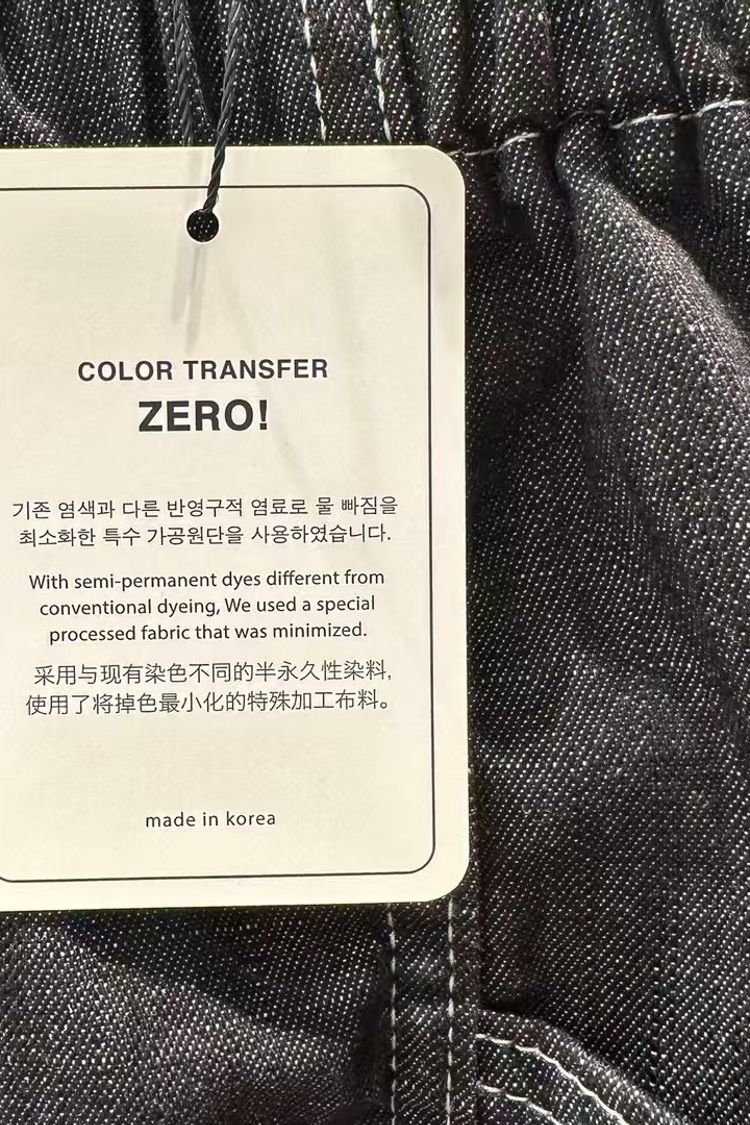 COLOR TRANSFER
ZERO!
기존 염색과 다른 반영구적 염료로 물 빠짐을
최소화한 특수 가공원단을 사용하였습니다.
With semi-permanent dyes different from
conventional dyeing, We used a special
processed fabric that was minimized.
采用与现有染色不同的半永久性染料,
使用了将掉色最小化的特殊加工布料。
made in korea